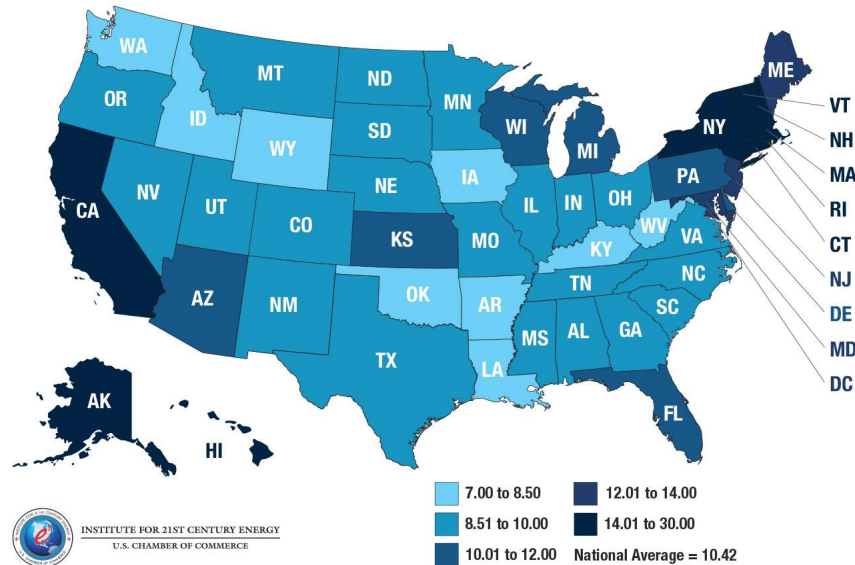 WA
MT
ND
MN
ME
VT
OR
ID
SD
WI
NY
NH
WY
MI
MA
IA
PA
RI
NE
NV
IL
IN
OH
CT
UT
CO
WV
CA
KS
MO
KY
VA
NJ
NC
DE
TN
OK
AZ
NM
AR
SC
MD
MS
AL
GA
TX
LA
DC
AK
FL
HI
7.00 to 8.50
12.01 to 14.00
8.51 to 10.00
14.01 to 30.00
10.01 to 12.00
National Average = 10.42
INSTITUTE FOR 21ST CENTURY ENERGY
U.S. CHAMBER OF COMMERCE